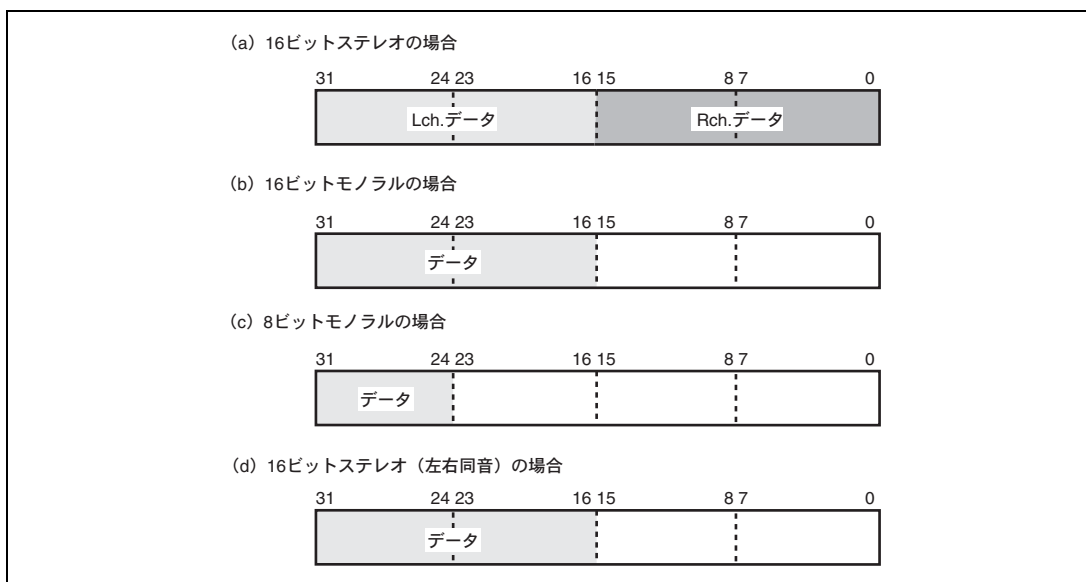 (a) 16ビットステレオの場合
31 24 23 16 15 8 7 0
Lch.データ Rch.データ
(b) 16ビットモノラルの場合
31 24 23 16 15 8 7 0
データ
(c) 8ビットモノラルの場合
31 24 23 16 15 8 7 0
データ
(d) 16ビットステレオ（左右同音）の場合
31 24 23 16 15 8 7 0
データ